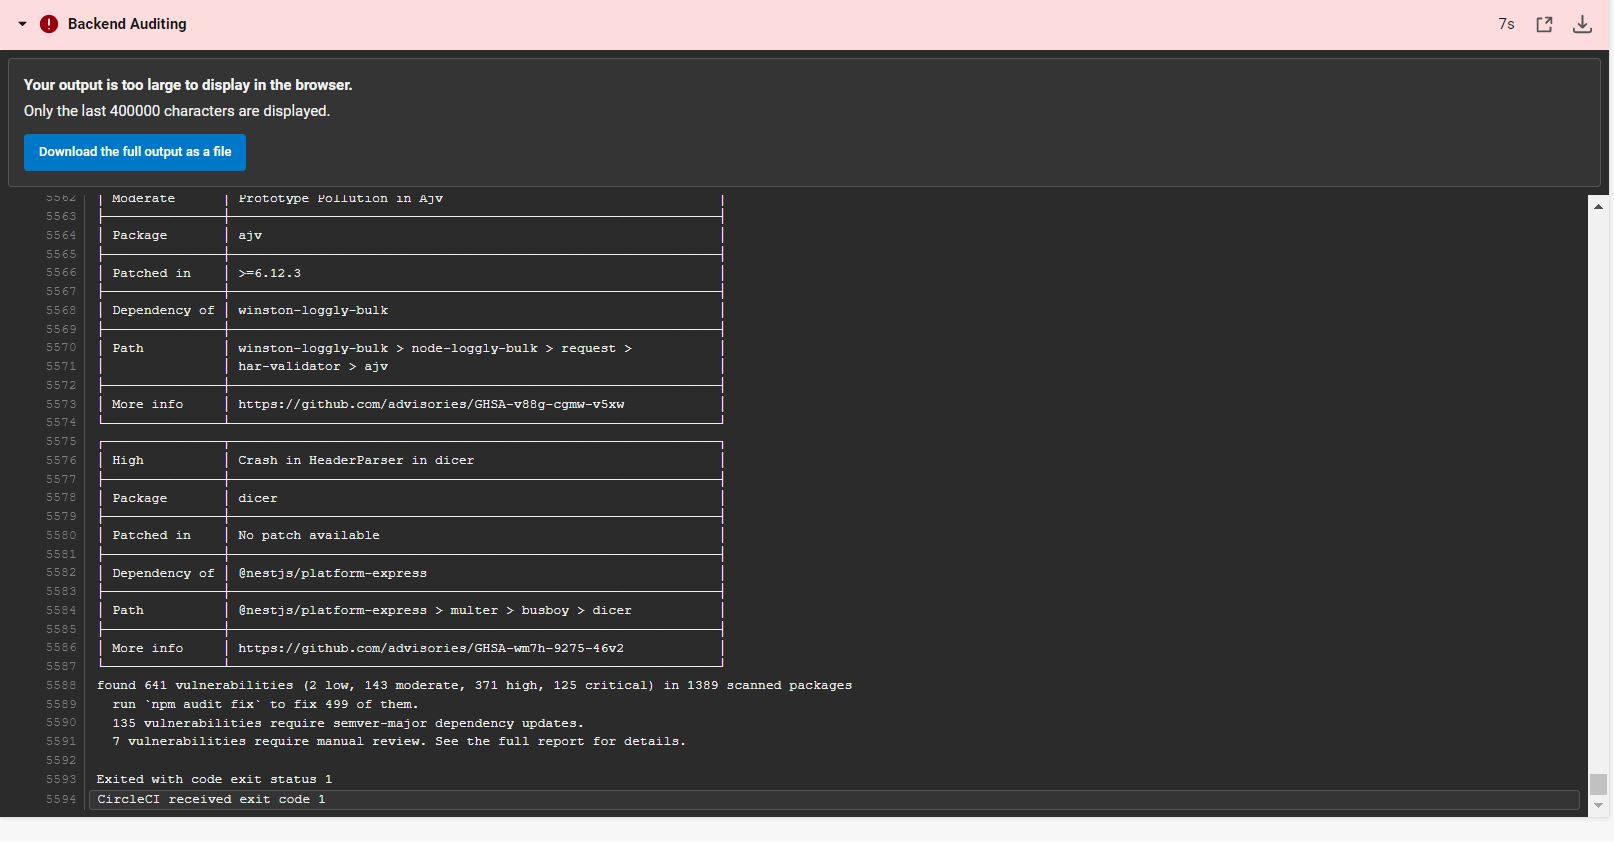 Backend Auditing
7s
Your output is too large to display in the browser.
Only the last 400000 characters are displayed.
Download the full output as a file
5562 | Moderate | Prototype Pollution in Ajv |
5563
5564 | Package | ajv |
5565
5566 | Patched in | >=6.12.3 |
5567
5568 | Dependency of | winston-loggly-bulk |
5569
5570 | Path | winston-loggly-bulk > node-loggly-bulk > request > |
5571 | | har-validator > ajv |
5572
5573 | More info | https://github.com/advisories/GHSA-v88g-cgmw-v5xw |
5574
5575
5576 | High | Crash in HeaderParser in dicer |
5577
5578 | Package | dicer |
5579
5580 | Patched in | No patch available |
5581
5582 | Dependency of | @nestjs/platform-express |
5583
5584 | Path | @nestjs/platform-express > multer > busboy > dicer |
5585
5586 | More info | https://github.com/advisories/GHSA-wm7h-9275-46v2 |
5587
5588 found 641 vulnerabilities (2 low, 143 moderate, 371 high, 125 critical) in 1389 scanned packages
5589 run `npm audit fix` to fix 499 of them.
5590 135 vulnerabilities require semver-major dependency updates.
5591 7 vulnerabilities require manual review. See the full report for details.
5592
5593 Exited with code exit status 1
5594 CircleCI received exit code 1